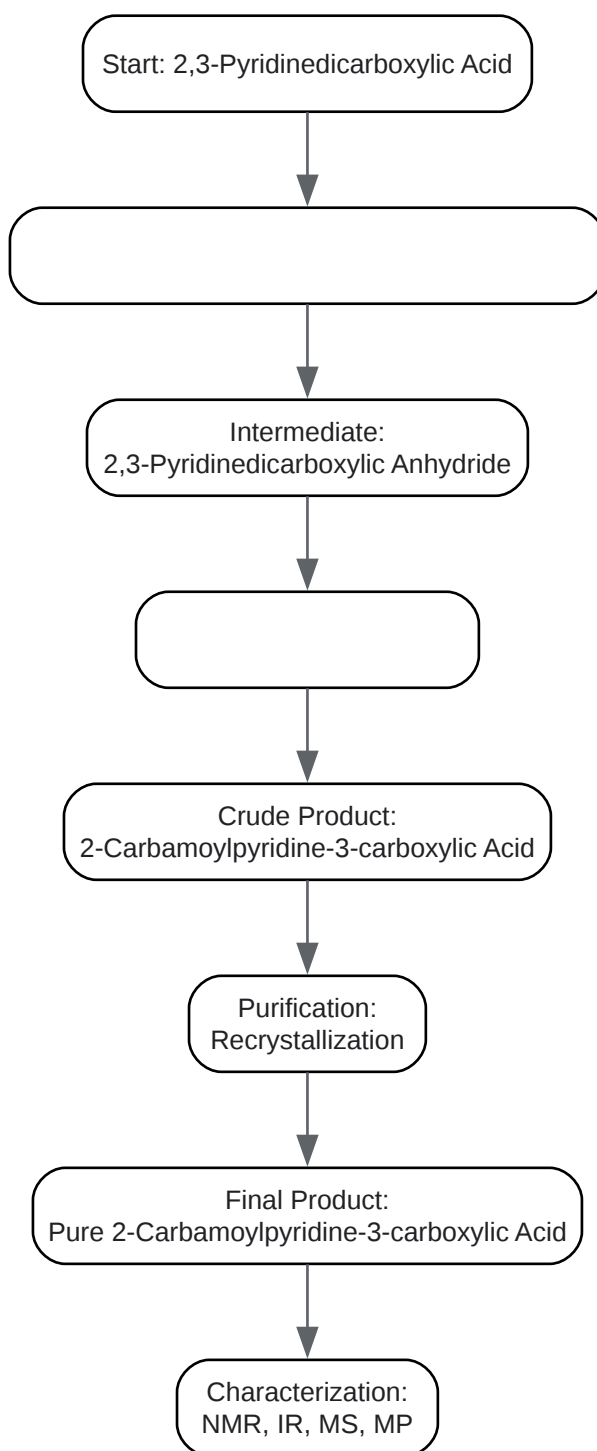 Start: 2,3-Pyridinedicarboxylic Acid
Intermediate:
2,3-Pyridinedicarboxylic Anhydride
Crude Product:
2-Carbamoylpyridine-3-carboxylic Acid
Purification:
Recrystallization
Final Product:
Pure 2-Carbamoylpyridine-3-carboxylic Acid
Characterization:
NMR, IR, MS, MP